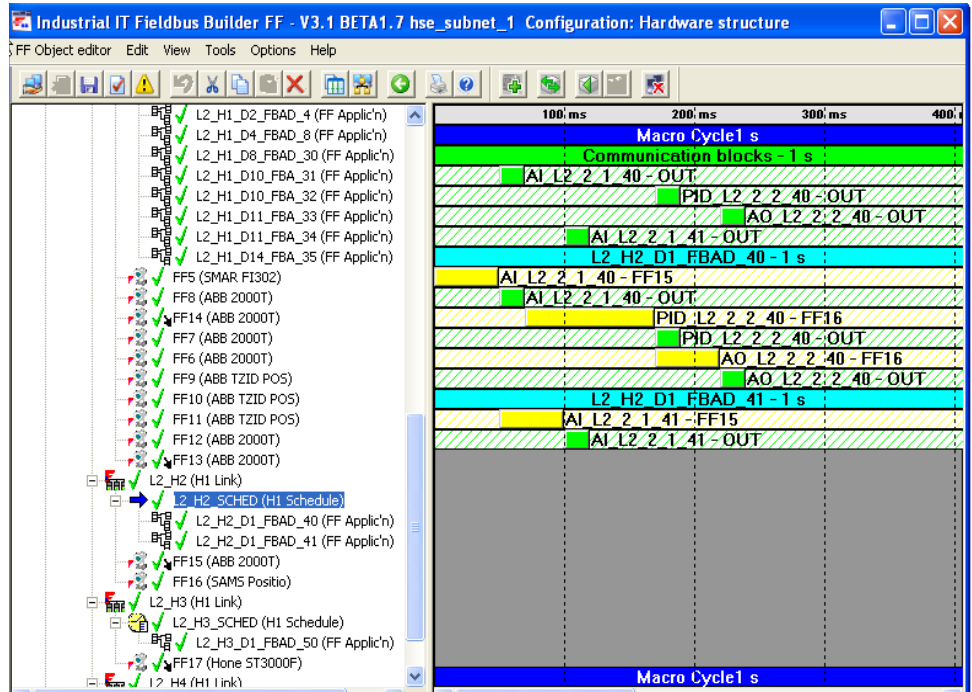 Industrial IT Fieldbus Builder FF - V3.1 BETA1.7 hse_subnet_1 Configuration: Hardware structure
FF Object editor Edit View Tools Options Help
L2_H1_D2_FBAD_4 (FF Applic'n)
L2_H1_D4_FBAD_8 (FF Applic'n)
L2_H1_D8_FBAD_30 (FF Applic'n)
L2_H1_D10_FBA_31 (FF Applic'n)
L2_H1_D10_FBA_32 (FF Applic'n)
L2_H1_D11_FBA_33 (FF Applic'n)
L2_H1_D11_FBA_34 (FF Applic'n)
L2_H1_D14_FBA_35 (FF Applic'n)
FF5 (SMAR FI302)
FF8 (ABB 2000T)
FF14 (ABB 2000T)
FF7 (ABB 2000T)
FF6 (ABB 2000T)
FF9 (ABB TZID POS)
FF10 (ABB TZID POS)
FF11 (ABB TZID POS)
FF12 (ABB 2000T)
FF13 (ABB 2000T)
L2_H2 (H1 Link)
L2_H2_SCHED (H1 Schedule)
L2_H2_D1_FBAD_40 (FF Applic'n)
L2_H2_D1_FBAD_41 (FF Applic'n)
FF15 (ABB 2000T)
FF16 (SAMS Positio)
L2_H3 (H1 Link)
L2_H3_SCHED (H1 Schedule)
L2_H3_D1_FBAD_50 (FF Applic'n)
FF17 (Hone ST3000F)
L2_H4 (H1 Link)
100 ms 200 ms 300 ms 400
Macro Cycle1 s
Communication blocks - 1 s
AI_L2_2_1_40 - OUT
PID_L2_2_2_40 - OUT
AO_L2_2_2_40 - OUT
AI_L2_2_1_41 - OUT
L2_H2_D1_FBAD_40 - 1 s
AI_L2_2_1_40 - FF15
AI_L2_2_1_40 - OUT
PID_L2_2_2_40 - FF16
PID_L2_2_2_40 - OUT
AO_L2_2_2_40 - FF16
AO_L2_2_2_40 - OUT
L2_H2_D1_FBAD_41 - 1 s
AI_L2_2_1_41 - FF15
AI_L2_2_1_41 - OUT
Macro Cycle1 s